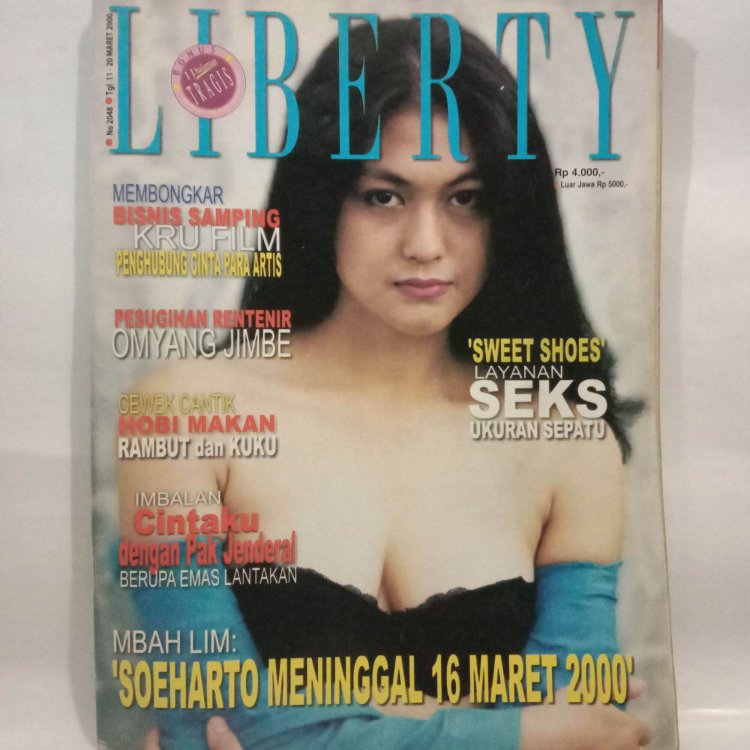 LIBERTY
No 2048 ● Tgl. 11 - 20 MARET 2000
BONUS
Halaman
TRAGIS
Rp 4.000,-
Luar Jawa Rp 5000,-
MEMBONGKAR
BISNIS SAMPING
KRU FILM
PENGHUBUNG CINTA PARA ARTIS
PESUGIHAN RENTENIR
OMYANG JIMBE
'SWEET SHOES'
LAYANAN
SEKS
UKURAN SEPATU
CEWEK CANTIK
HOBI MAKAN
RAMBUT dan KUKU
IMBALAN
Cintaku
dengan Pak Jenderal
BERUPA EMAS LANTAKAN
MBAH LIM:
'SOEHARTO MENINGGAL 16 MARET 2000'